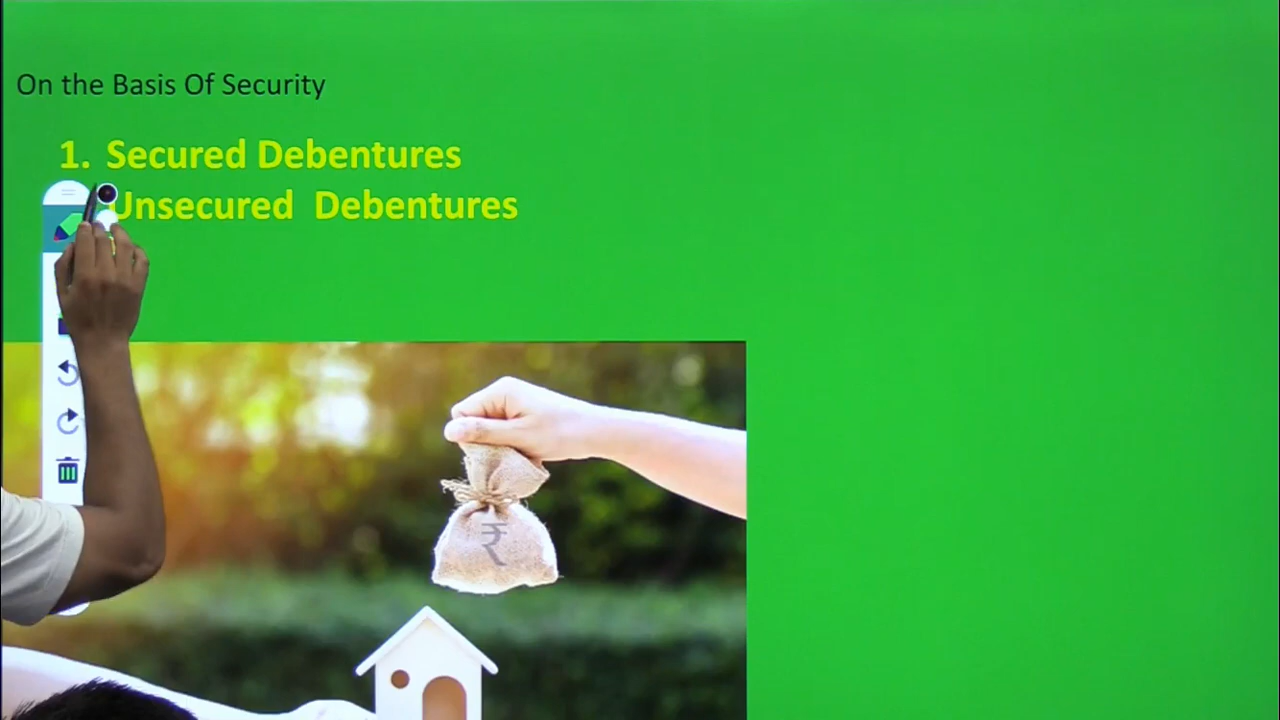 On the Basis Of Security
1. Secured Debentures
Unsecured Debentures
₹